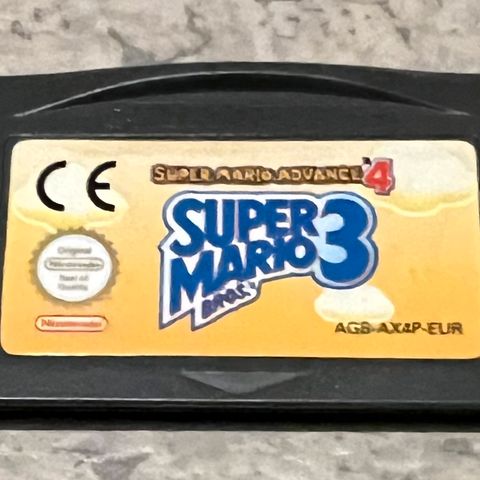 CE
SUPER MARIO ADVANCE 4
SUPER
MARIO
BROS. 3
Original
Nintendo
Seal of
Quality
Nintendo
AGB-AX4P-EUR